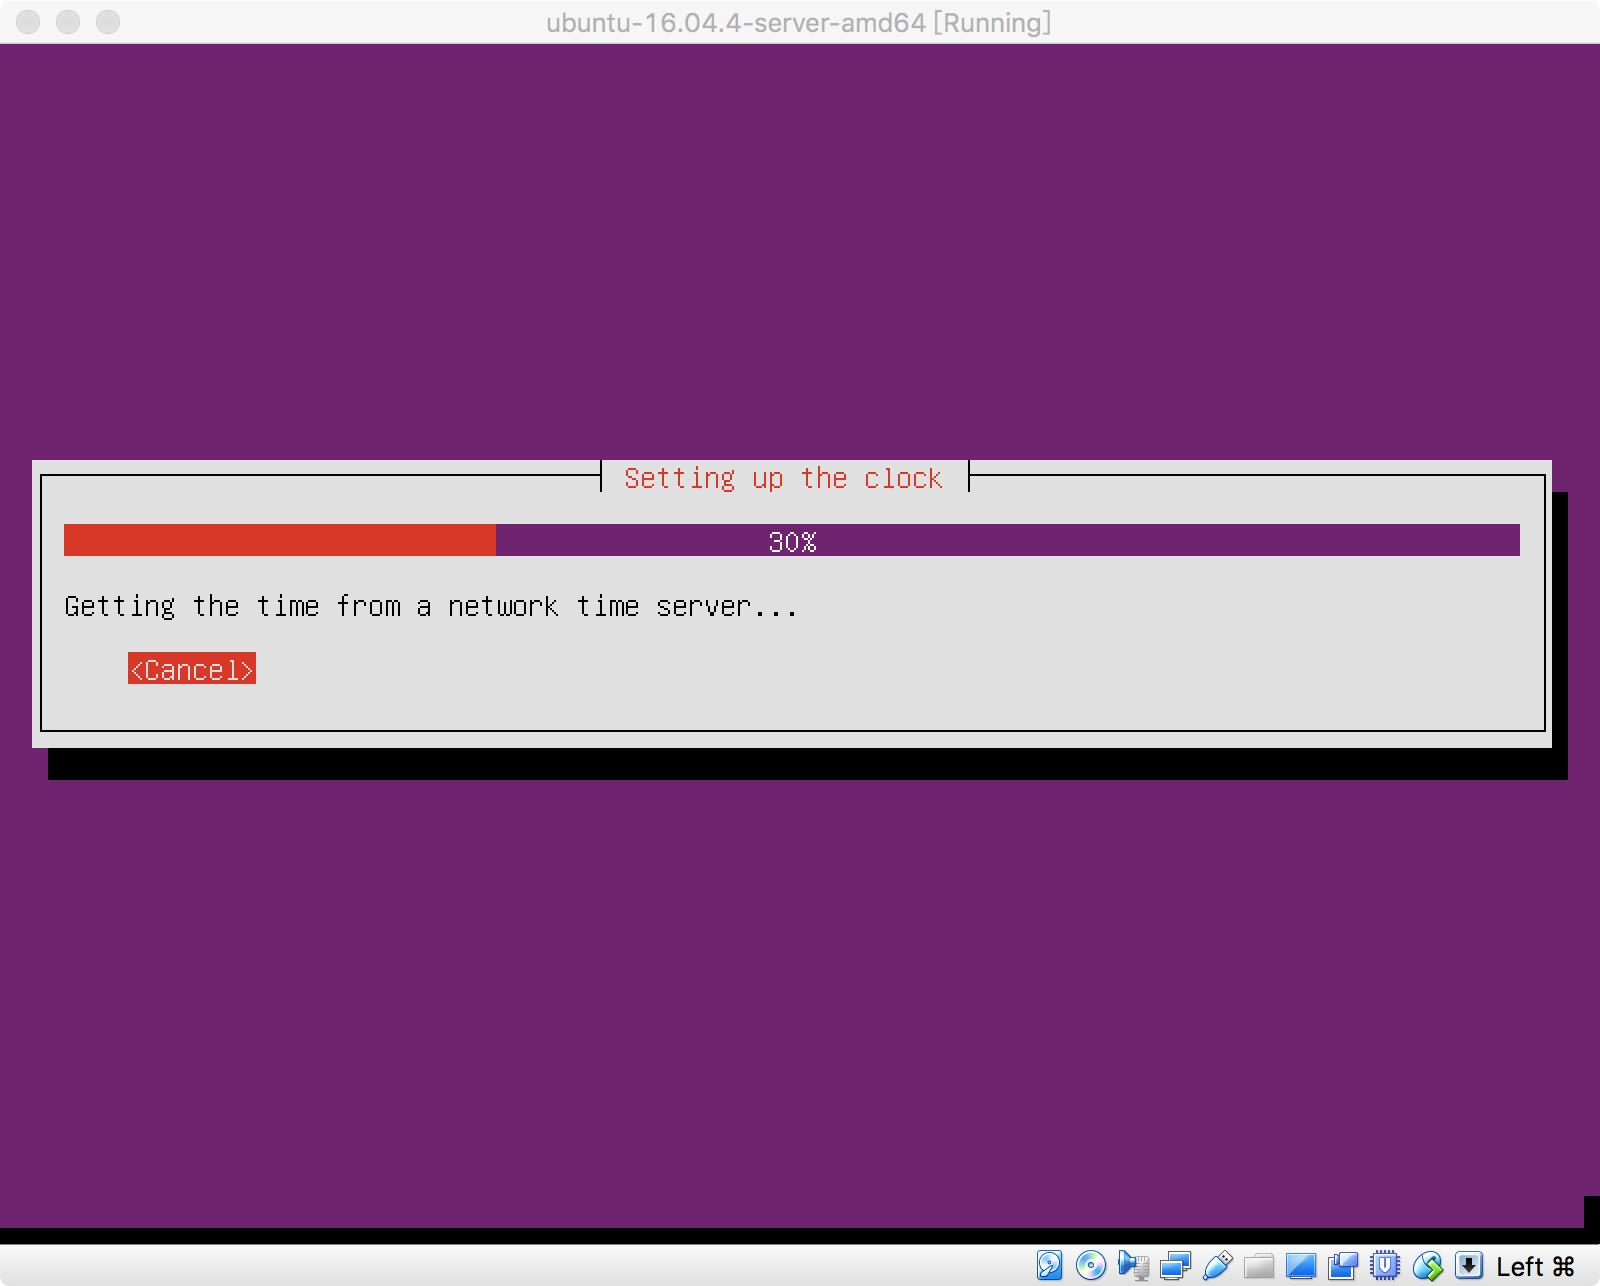 ubuntu-16.04.4-server-amd64 [Running]
Setting up the clock
30%
Getting the time from a network time server...
<Cancel>
Left ⌘